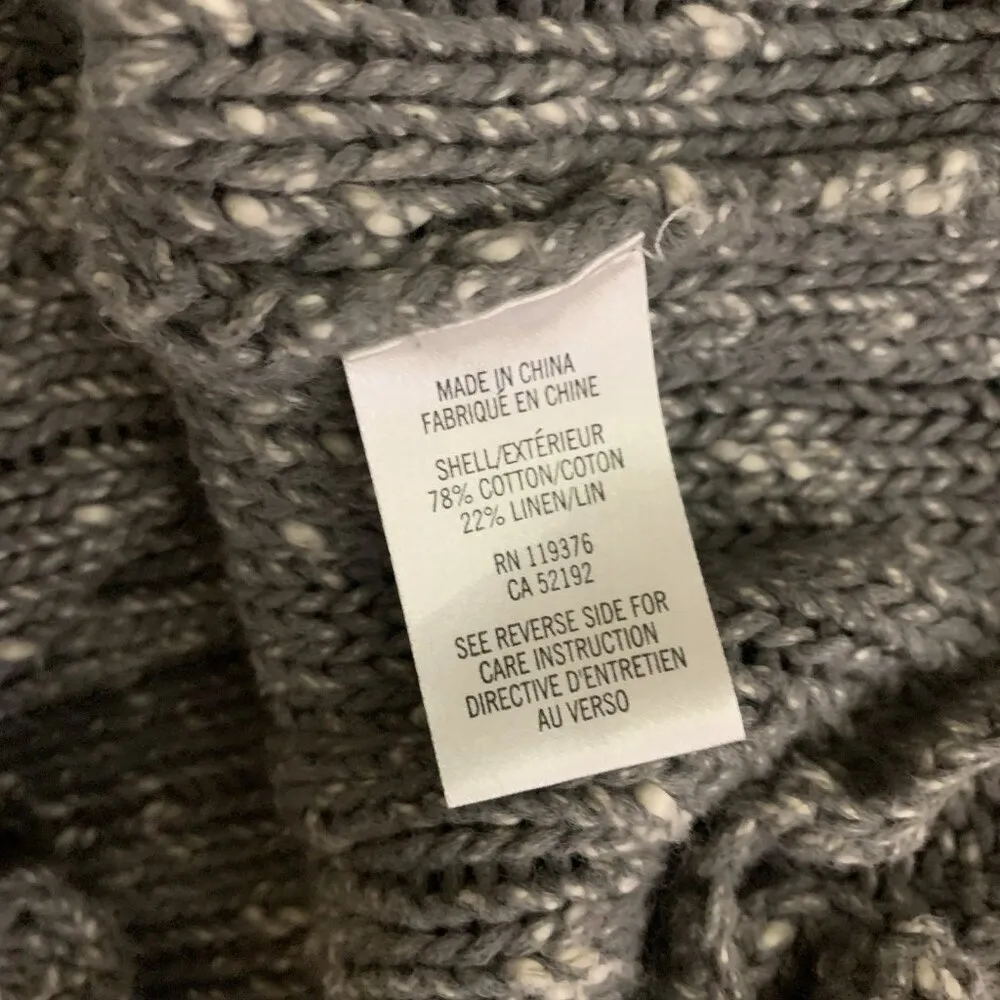 MADE IN CHINA
FABRIQUÉ EN CHINE
SHELL/EXTÉRIEUR
78% COTTON/COTON
22% LINEN/LIN
RN 119376
CA 52192
SEE REVERSE SIDE FOR
CARE INSTRUCTION
DIRECTIVE D'ENTRETIEN
AU VERSO